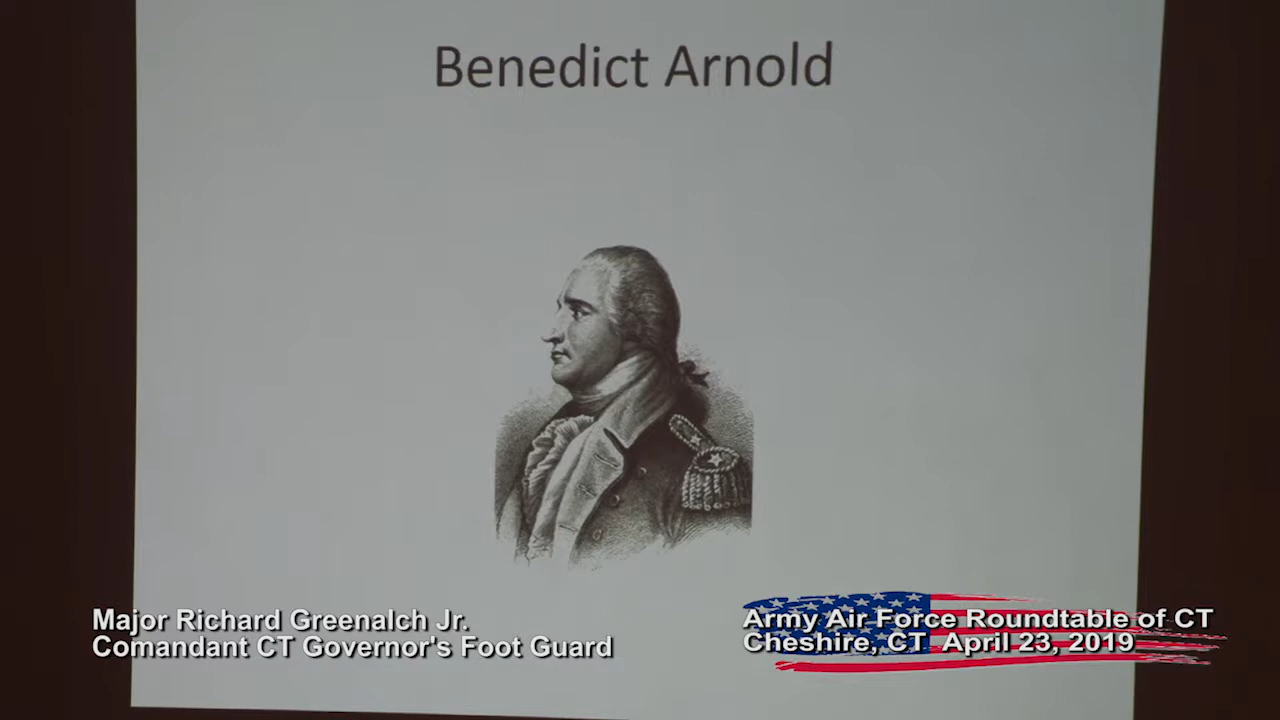 Benedict Arnold
Major Richard Greenalch Jr.
Comandant CT Governor's Foot Guard
Army Air Force Roundtable of CT
Cheshire, CT April 23, 2019